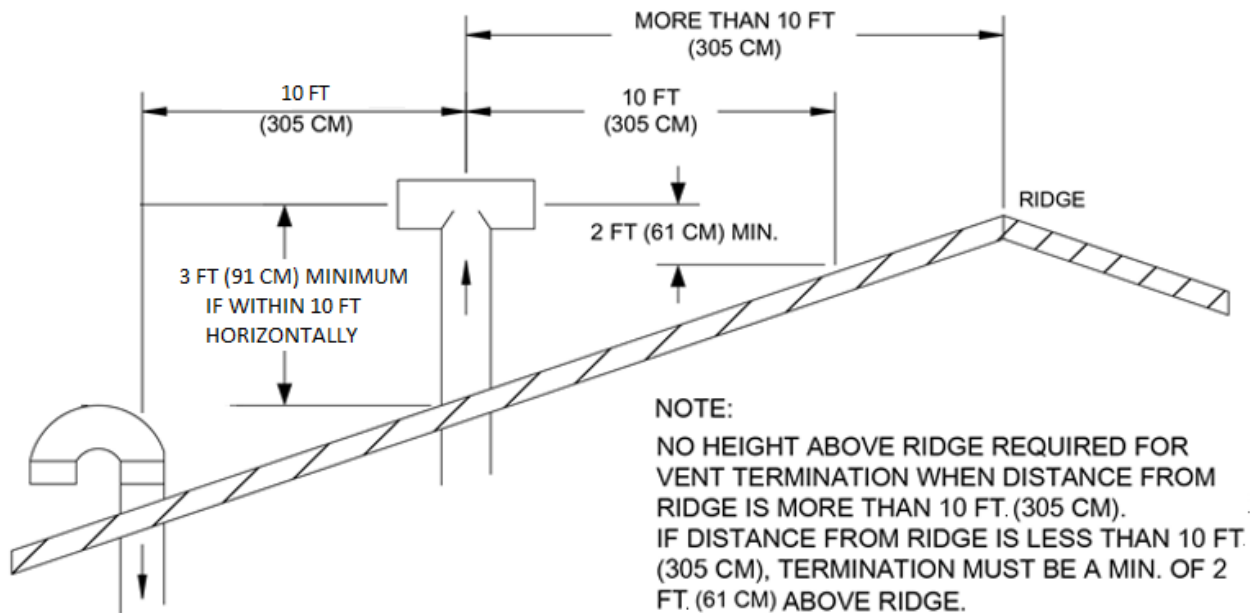 MORE THAN 10 FT
(305 CM)
10 FT
(305 CM)
10 FT
(305 CM)
RIDGE
2 FT (61 CM) MIN.
3 FT (91 CM) MINIMUM
IF WITHIN 10 FT
HORIZONTALLY
NOTE:
NO HEIGHT ABOVE RIDGE REQUIRED FOR
VENT TERMINATION WHEN DISTANCE FROM
RIDGE IS MORE THAN 10 FT. (305 CM).
IF DISTANCE FROM RIDGE IS LESS THAN 10 FT.
(305 CM), TERMINATION MUST BE A MIN. OF 2
FT. (61 CM) ABOVE RIDGE.